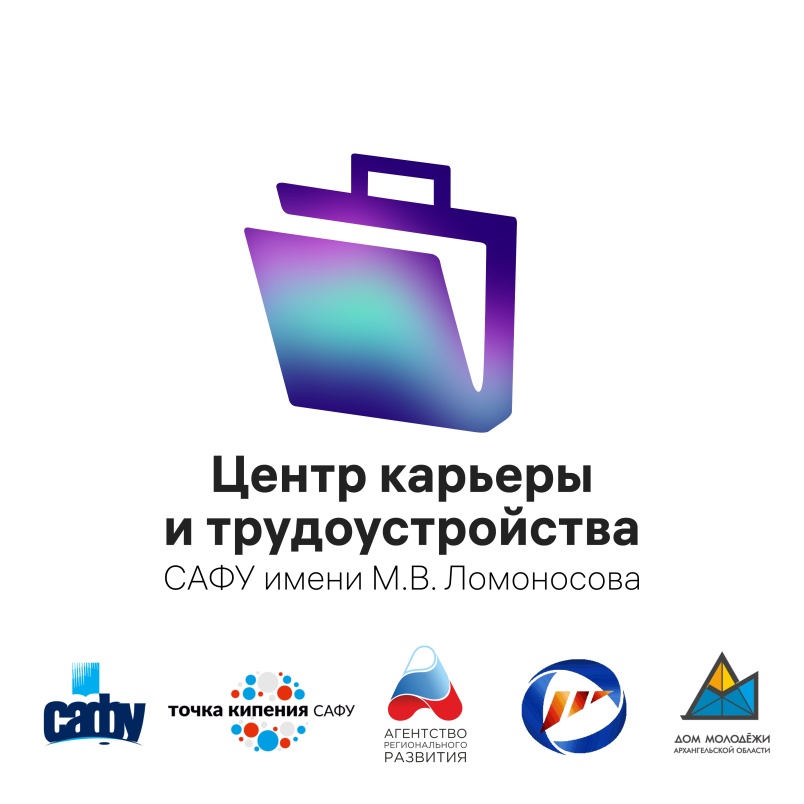 Центр карьеры
и трудоустройства
САФУ имени М.В. Ломоносова
сафу
точка кипения САФУ
АГЕНТСТВО
РЕГИОНАЛЬНОГО
РАЗВИТИЯ
ДОМ МОЛОДЁЖИ
АРХАНГЕЛЬСКОЙ ОБЛАСТИ